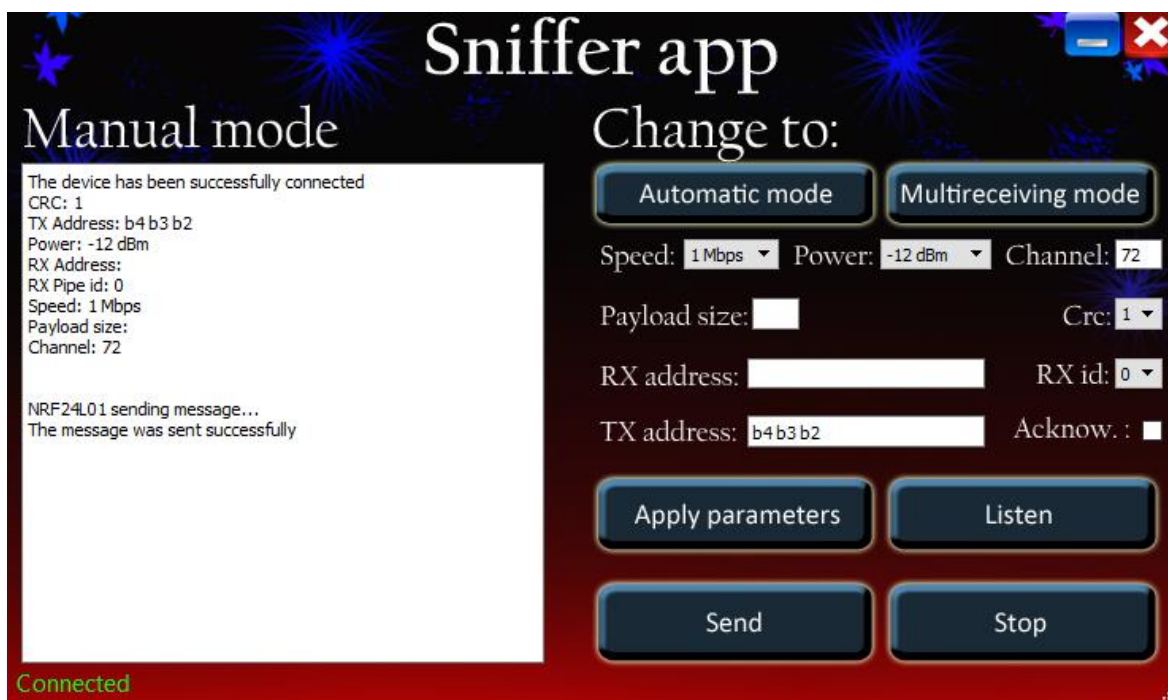 Sniffer app
Manual mode
The device has been successfully connected
CRC: 1
TX Address: b4 b3 b2
Power: -12 dBm
RX Address:
RX Pipe id: 0
Speed: 1 Mbps
Payload size:
Channel: 72
NRF24L01 sending message...
The message was sent successfully
Connected
Change to:
Automatic mode Multireceiving mode
Speed: 1 Mbps Power: -12 dBm Channel: 72
Payload size: Crc: 1
RX address: RX id: 0
TX address: b4 b3 b2 Acknow. :
Apply parameters Listen
Send Stop